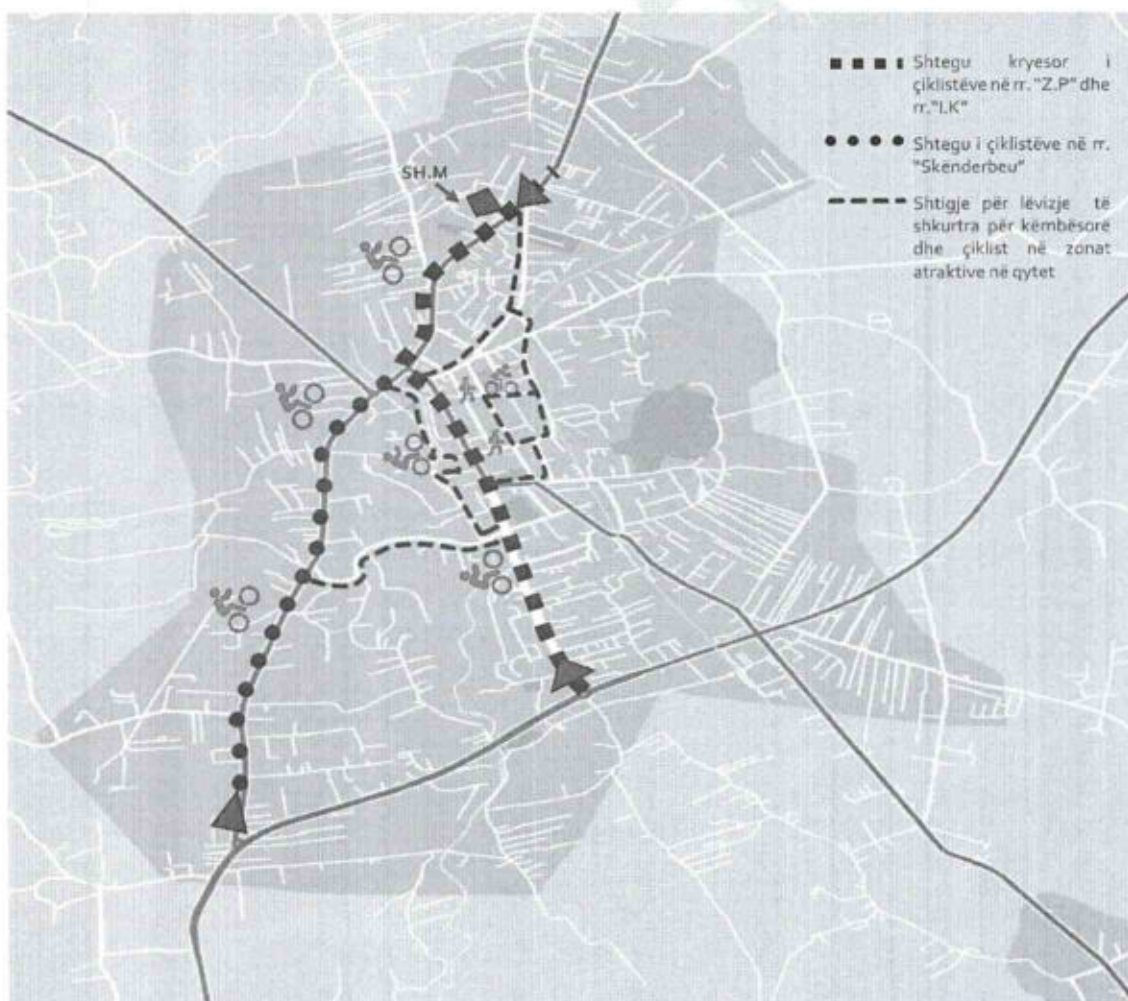 Shtegu kryesor i
çiklistëve në rr. "Z.P" dhe
rr."I.K"
Shtegu i çiklistëve në rr.
"Skënderbeu"
Shtigje për lëvizje të
shkurtra për këmbësorë
dhe çiklist në zonat
atraktive në qytet
SH.M